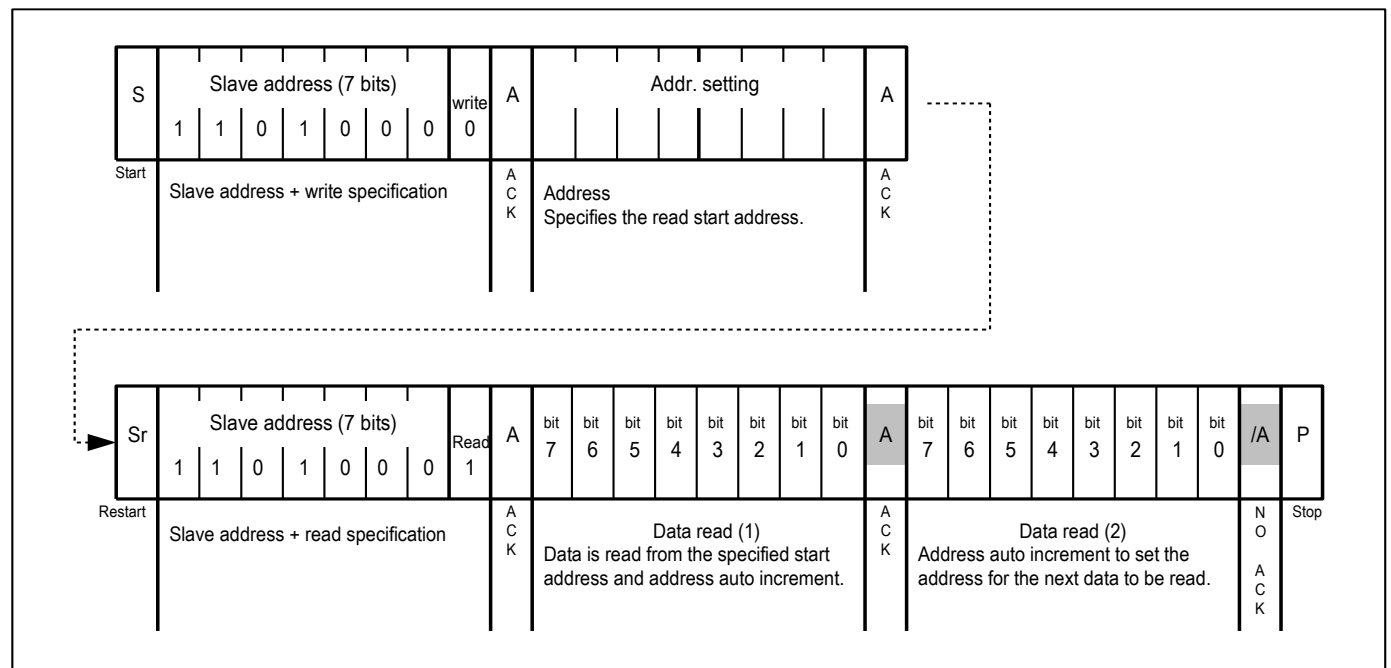 Slave address (7 bits)
S 1 1 0 1 0 0 0 write 0 A Addr. setting A
Start
Slave address + write specification
A C K
Address
Specifies the read start address.
A C K
Slave address (7 bits)
Sr 1 1 0 1 0 0 0 Read 1 A bit 7 bit 6 bit 5 bit 4 bit 3 bit 2 bit 1 bit 0 A bit 7 bit 6 bit 5 bit 4 bit 3 bit 2 bit 1 bit 0 /A P
Restart
Slave address + read specification
A C K
Data read (1)
Data is read from the specified start
address and address auto increment.
A C K
Data read (2)
Address auto increment to set the
address for the next data to be read.
N O A C K
Stop